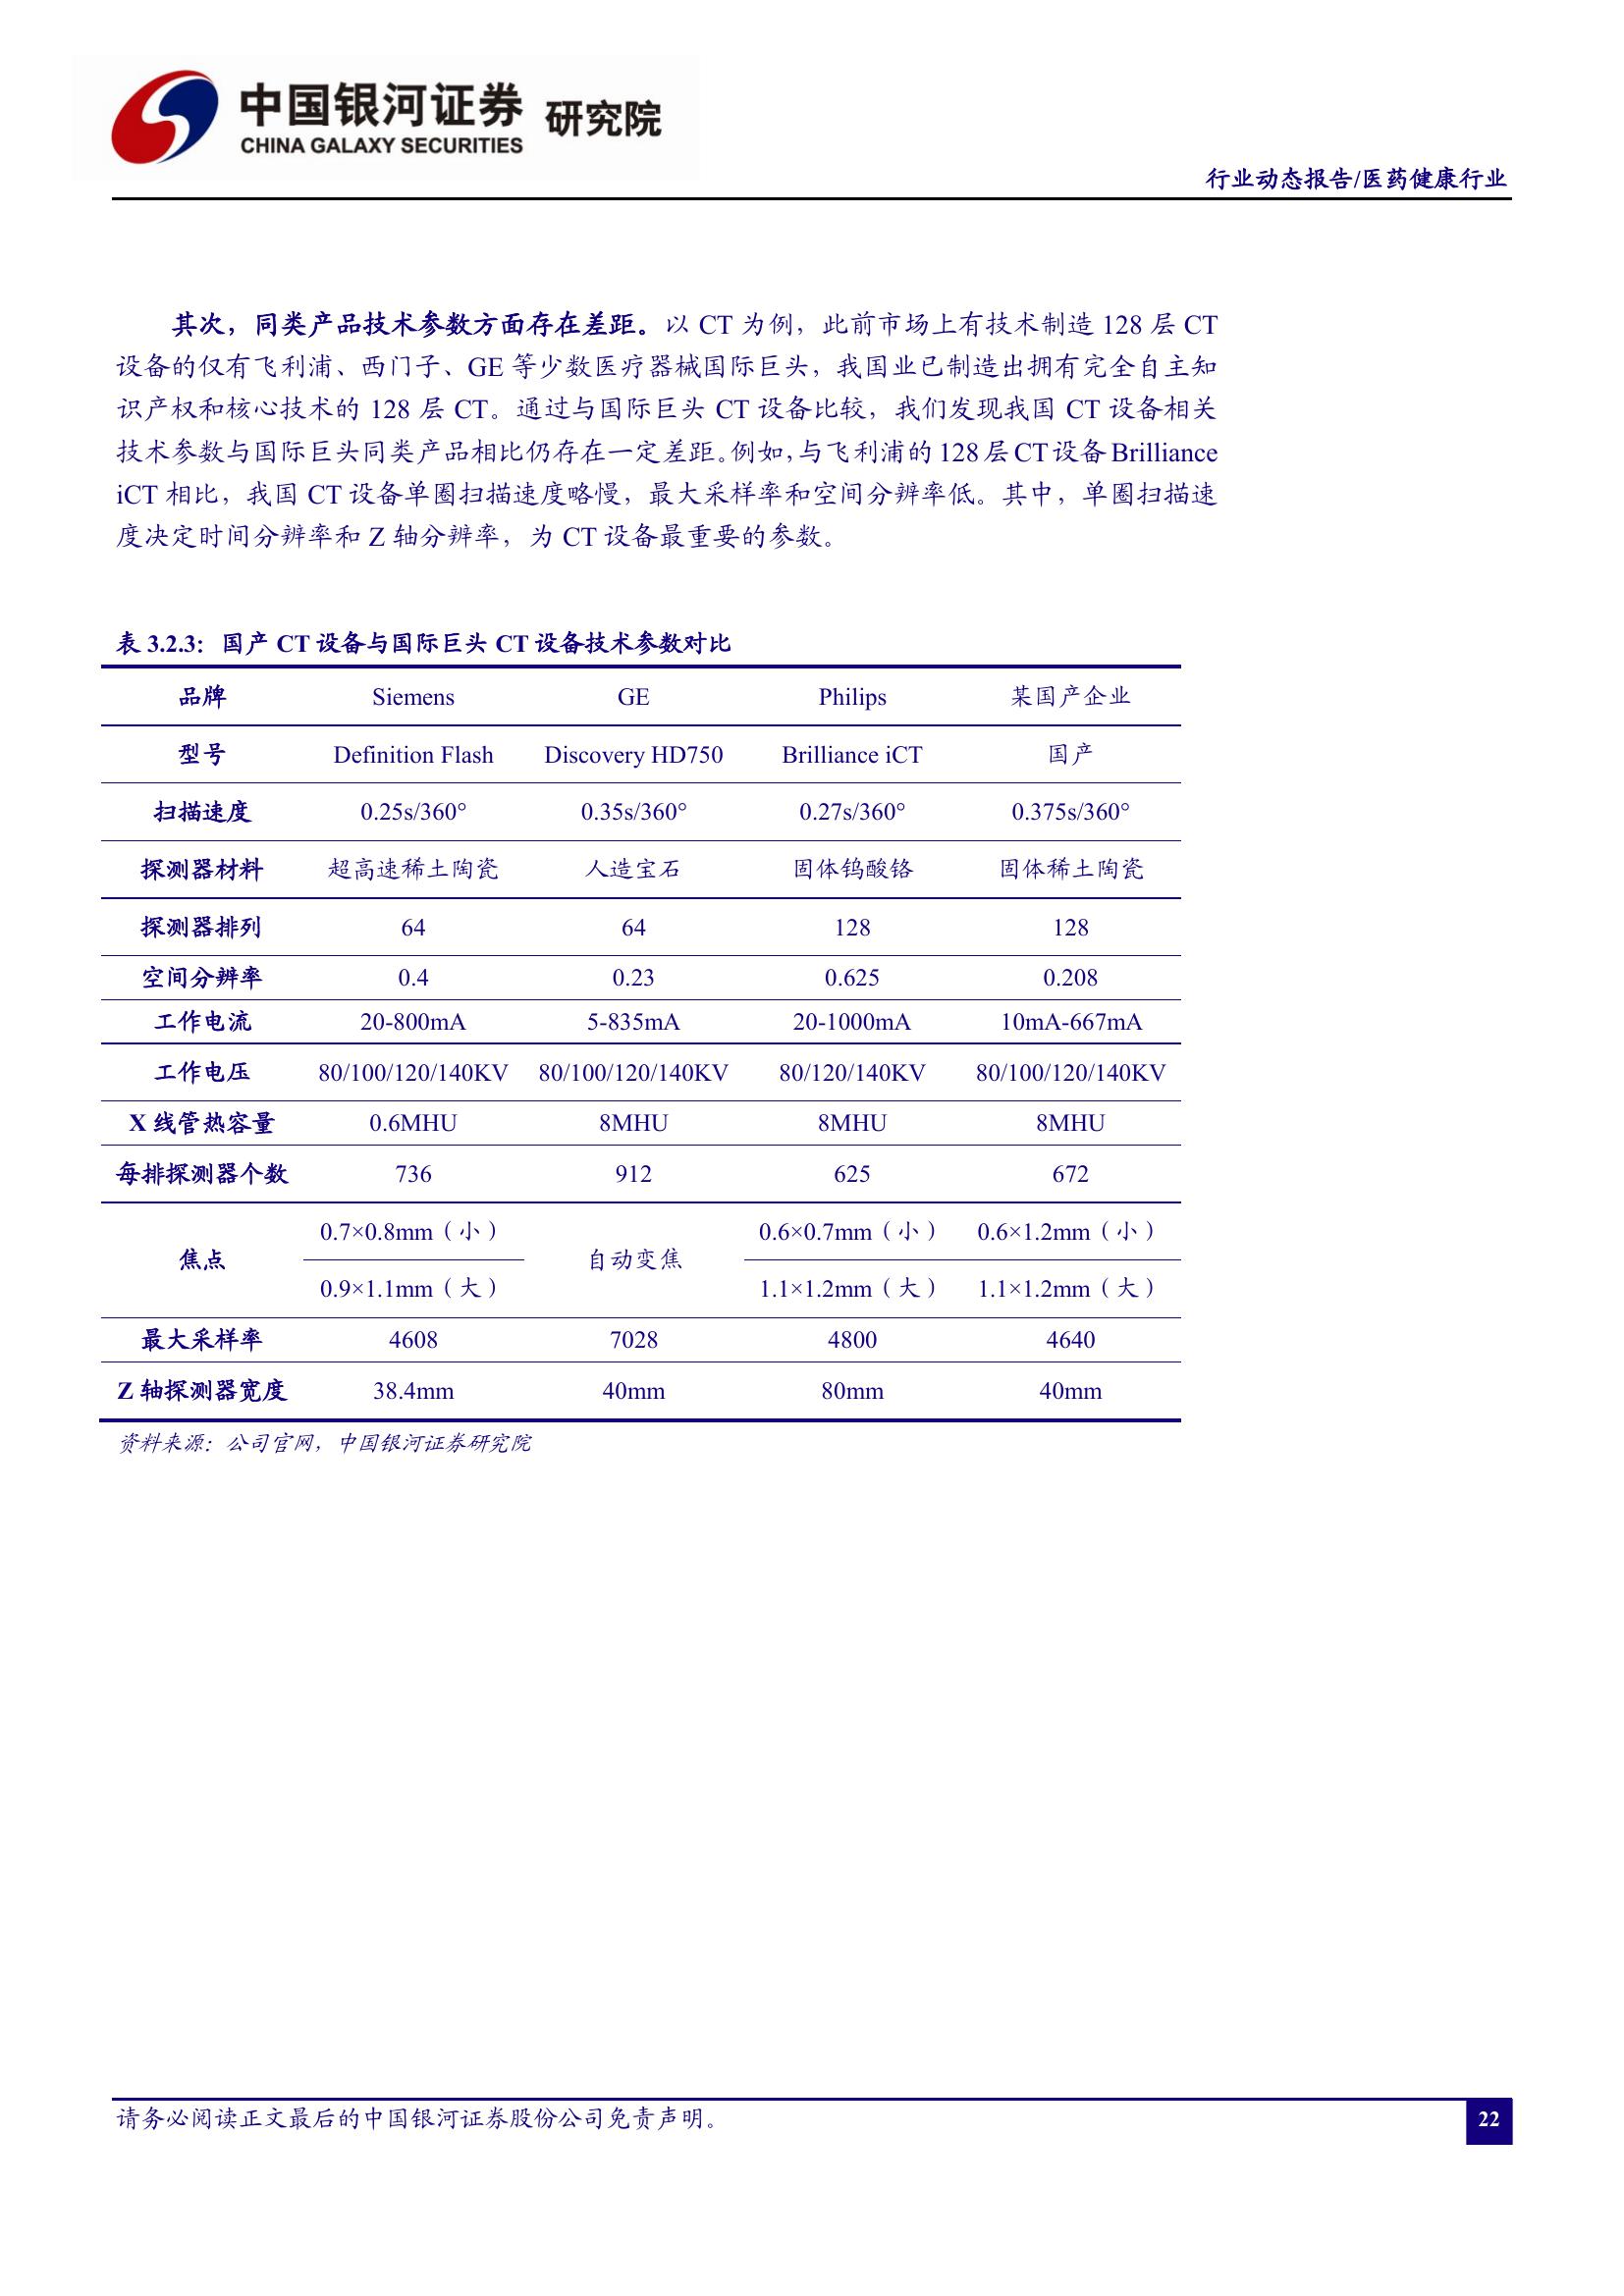 中国银河证券 研究院
CHINA GALAXY SECURITIES
行业动态报告/医药健康行业
其次，同类产品技术参数方面存在差距。以 CT 为例，此前市场上有技术制造 128 层 CT
设备的仅有飞利浦、西门子、GE 等少数医疗器械国际巨头，我国业已制造出拥有完全自主知
识产权和核心技术的 128 层 CT。通过与国际巨头 CT 设备比较，我们发现我国 CT 设备相关
技术参数与国际巨头同类产品相比仍存在一定差距。例如，与飞利浦的 128 层 CT 设备 Brilliance
iCT 相比，我国 CT 设备单圈扫描速度略慢，最大采样率和空间分辨率低。其中，单圈扫描速
度决定时间分辨率和 Z 轴分辨率，为 CT 设备最重要的参数。
表 3.2.3：国产 CT 设备与国际巨头 CT 设备技术参数对比
品牌 Siemens GE Philips 某国产企业
型号 Definition Flash Discovery HD750 Brilliance iCT 国产
扫描速度 0.25s/360° 0.35s/360° 0.27s/360° 0.375s/360°
探测器材料 超高速稀土陶瓷 人造宝石 固体钨酸铬 固体稀土陶瓷
探测器排列 64 64 128 128
空间分辨率 0.4 0.23 0.625 0.208
工作电流 20-800mA 5-835mA 20-1000mA 10mA-667mA
工作电压 80/100/120/140KV 80/100/120/140KV 80/120/140KV 80/100/120/140KV
X 线管热容量 0.6MHU 8MHU 8MHU 8MHU
每排探测器个数 736 912 625 672
0.7×0.8mm（小） 0.6×0.7mm（小） 0.6×1.2mm（小）
焦点 自动变焦
0.9×1.1mm（大） 1.1×1.2mm（大） 1.1×1.2mm（大）
最大采样率 4608 7028 4800 4640
Z 轴探测器宽度 38.4mm 40mm 80mm 40mm
资料来源：公司官网，中国银河证券研究院
请务必阅读正文最后的中国银河证券股份公司免责声明。
22